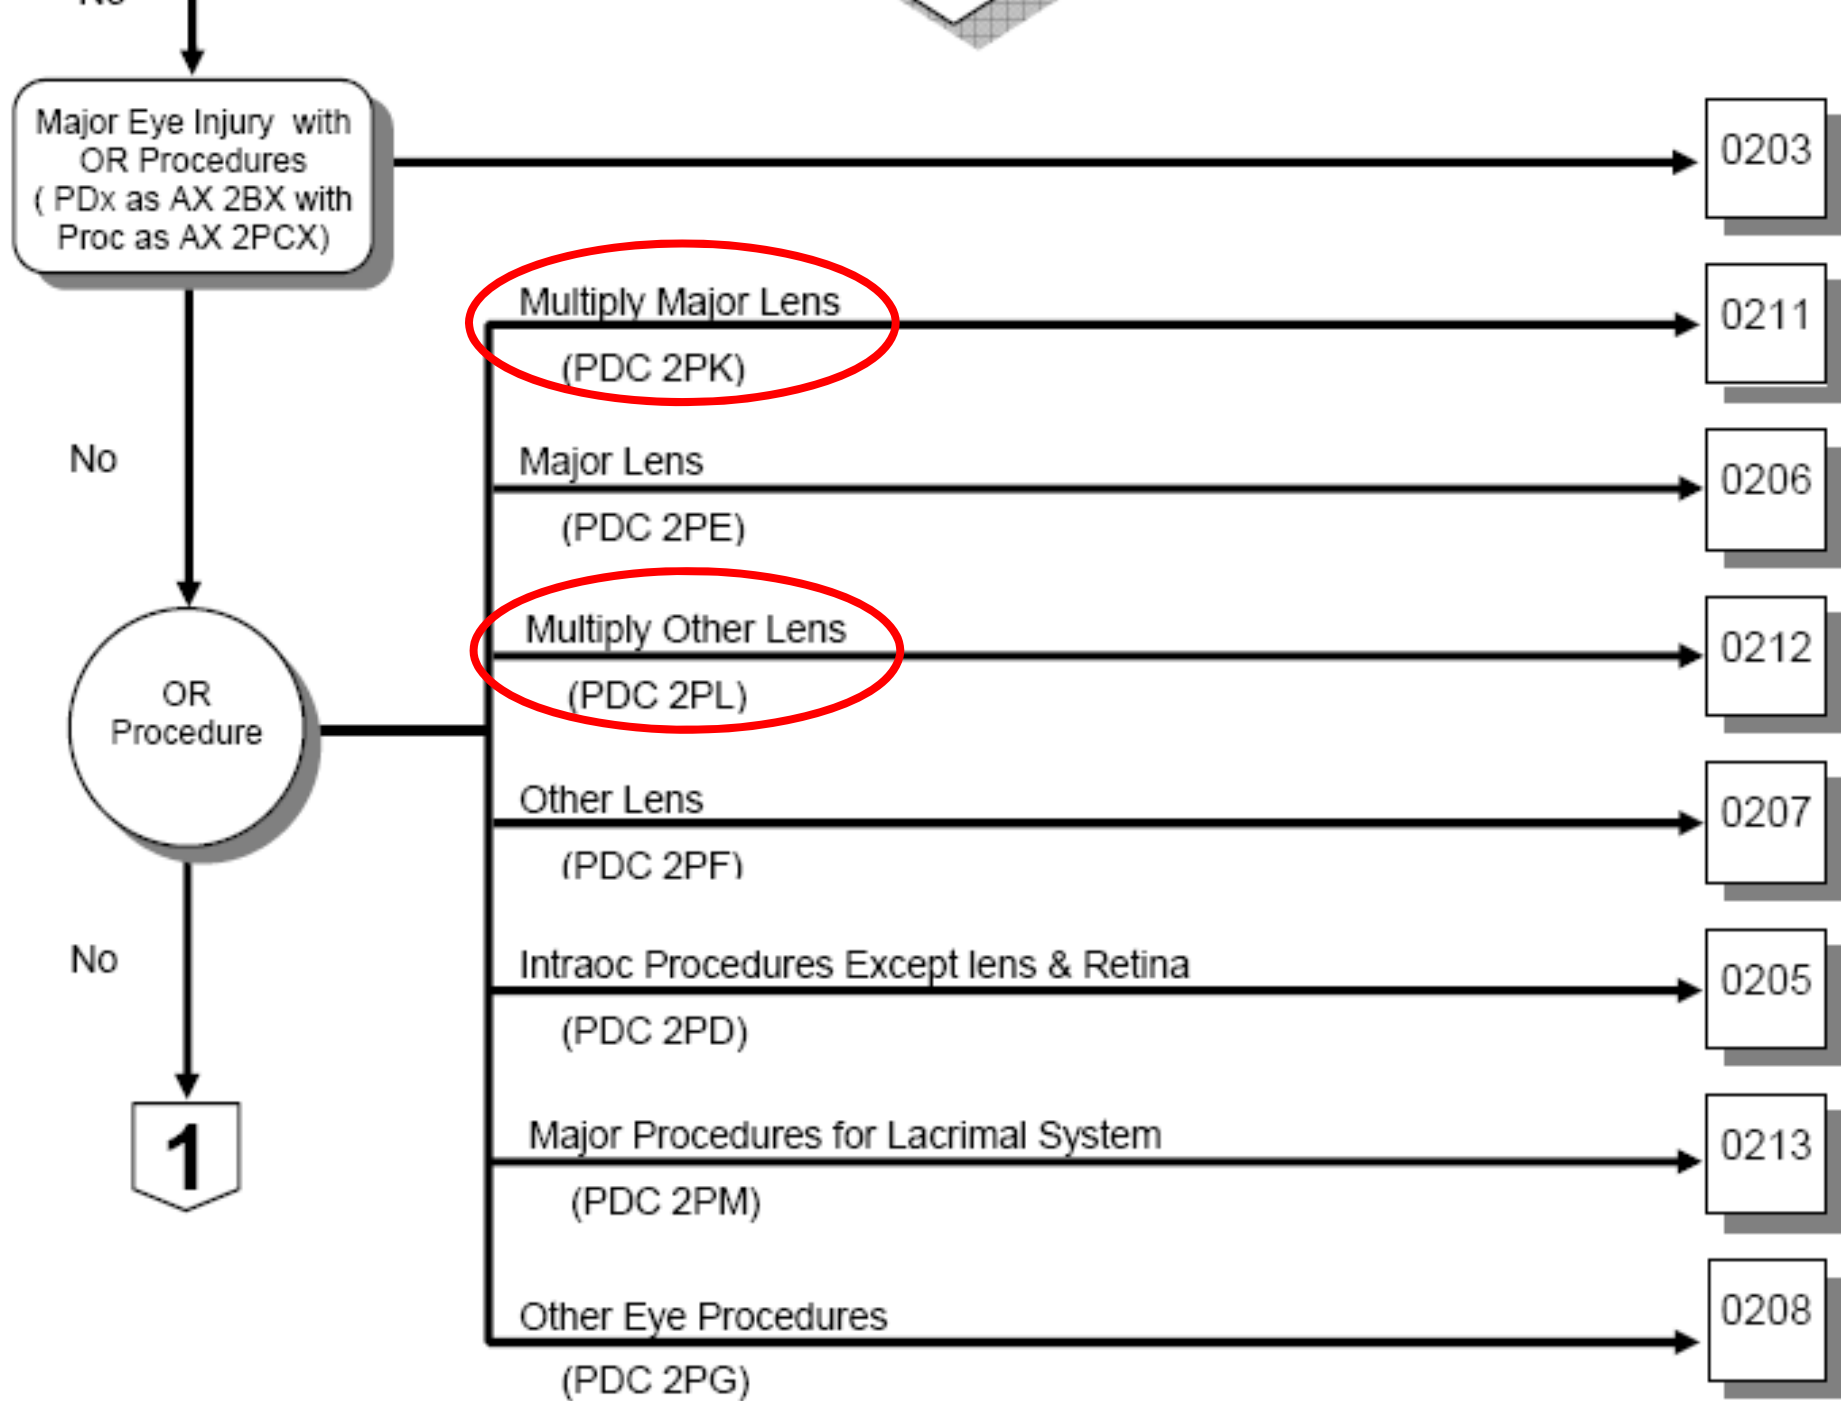 No
Major Eye Injury with
OR Procedures
( PDx as AX 2BX with
Proc as AX 2PCX)
0203
Multiply Major Lens
(PDC 2PK)
0211
No
Major Lens
(PDC 2PE)
0206
Multiply Other Lens
(PDC 2PL)
0212
OR
Procedure
Other Lens
(PDC 2PF)
0207
No
Intraoc Procedures Except lens & Retina
(PDC 2PD)
0205
1
Major Procedures for Lacrimal System
(PDC 2PM)
0213
Other Eye Procedures
(PDC 2PG)
0208